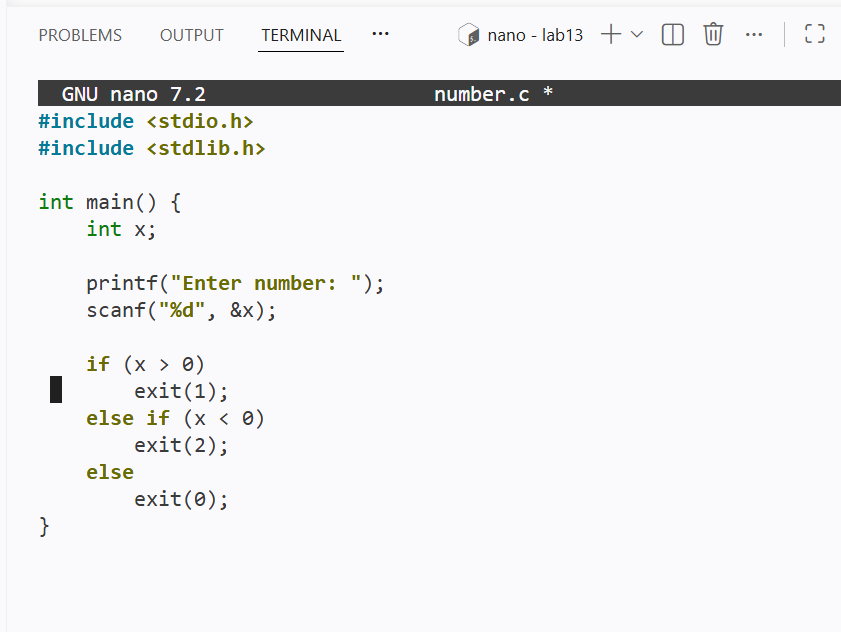 PROBLEMS OUTPUT TERMINAL ··· nano - lab13 ···
GNU nano 7.2 number.c *
#include <stdio.h>
#include <stdlib.h>
int main() {
    int x;
    printf("Enter number: ");
    scanf("%d", &x);
    if (x > 0)
        exit(1);
    else if (x < 0)
        exit(2);
    else
        exit(0);
}